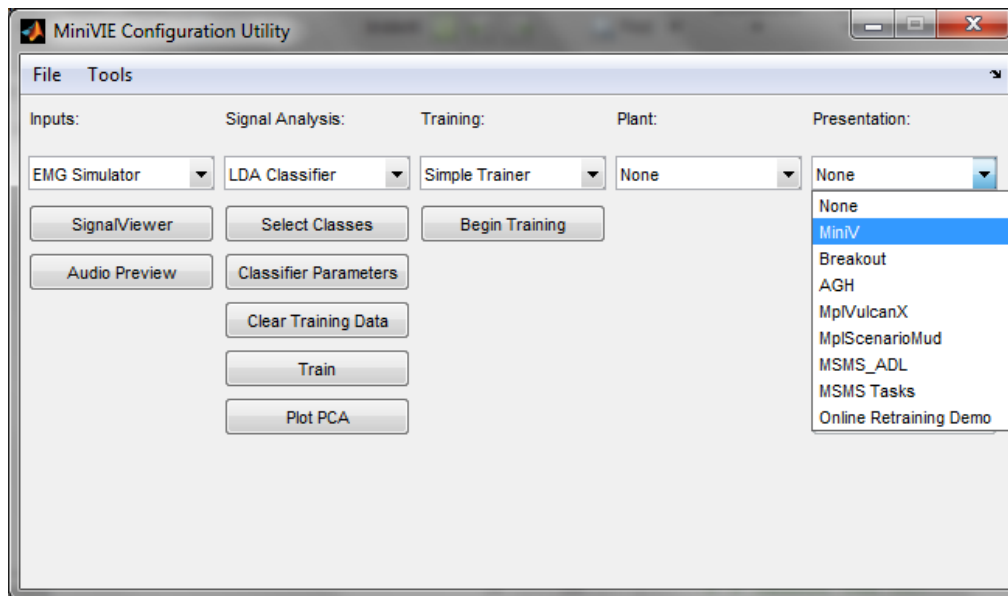 MiniVIE Configuration Utility
File Tools
Inputs: Signal Analysis: Training: Plant: Presentation:
EMG Simulator LDA Classifier Simple Trainer None None
SignalViewer Select Classes Begin Training None
MiniV
Audio Preview Classifier Parameters Breakout
AGH
Clear Training Data MplVulcanX
MplScenarioMud
Train MSMS_ADL
MSMS Tasks
Plot PCA Online Retraining Demo